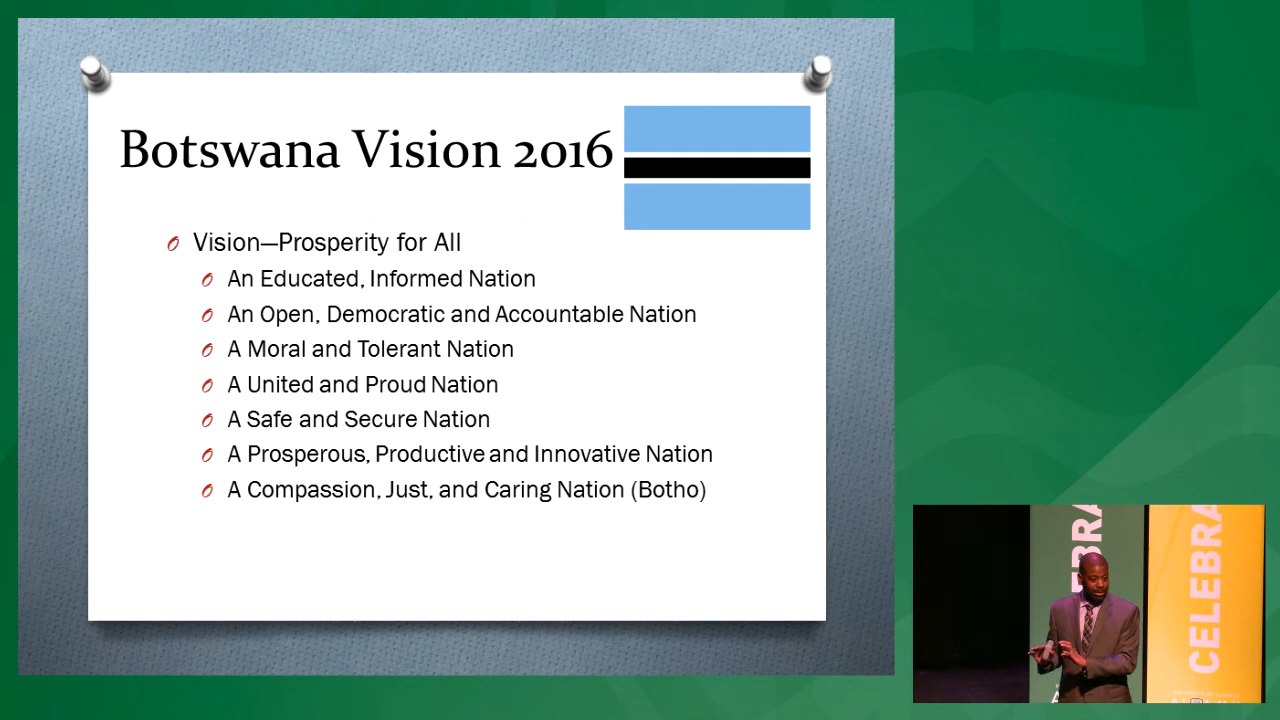 Botswana Vision 2016
Vision—Prosperity for All
An Educated, Informed Nation
An Open, Democratic and Accountable Nation
A Moral and Tolerant Nation
A United and Proud Nation
A Safe and Secure Nation
A Prosperous, Productive and Innovative Nation
A Compassion, Just, and Caring Nation (Botho)
EBRA
CELEBRA